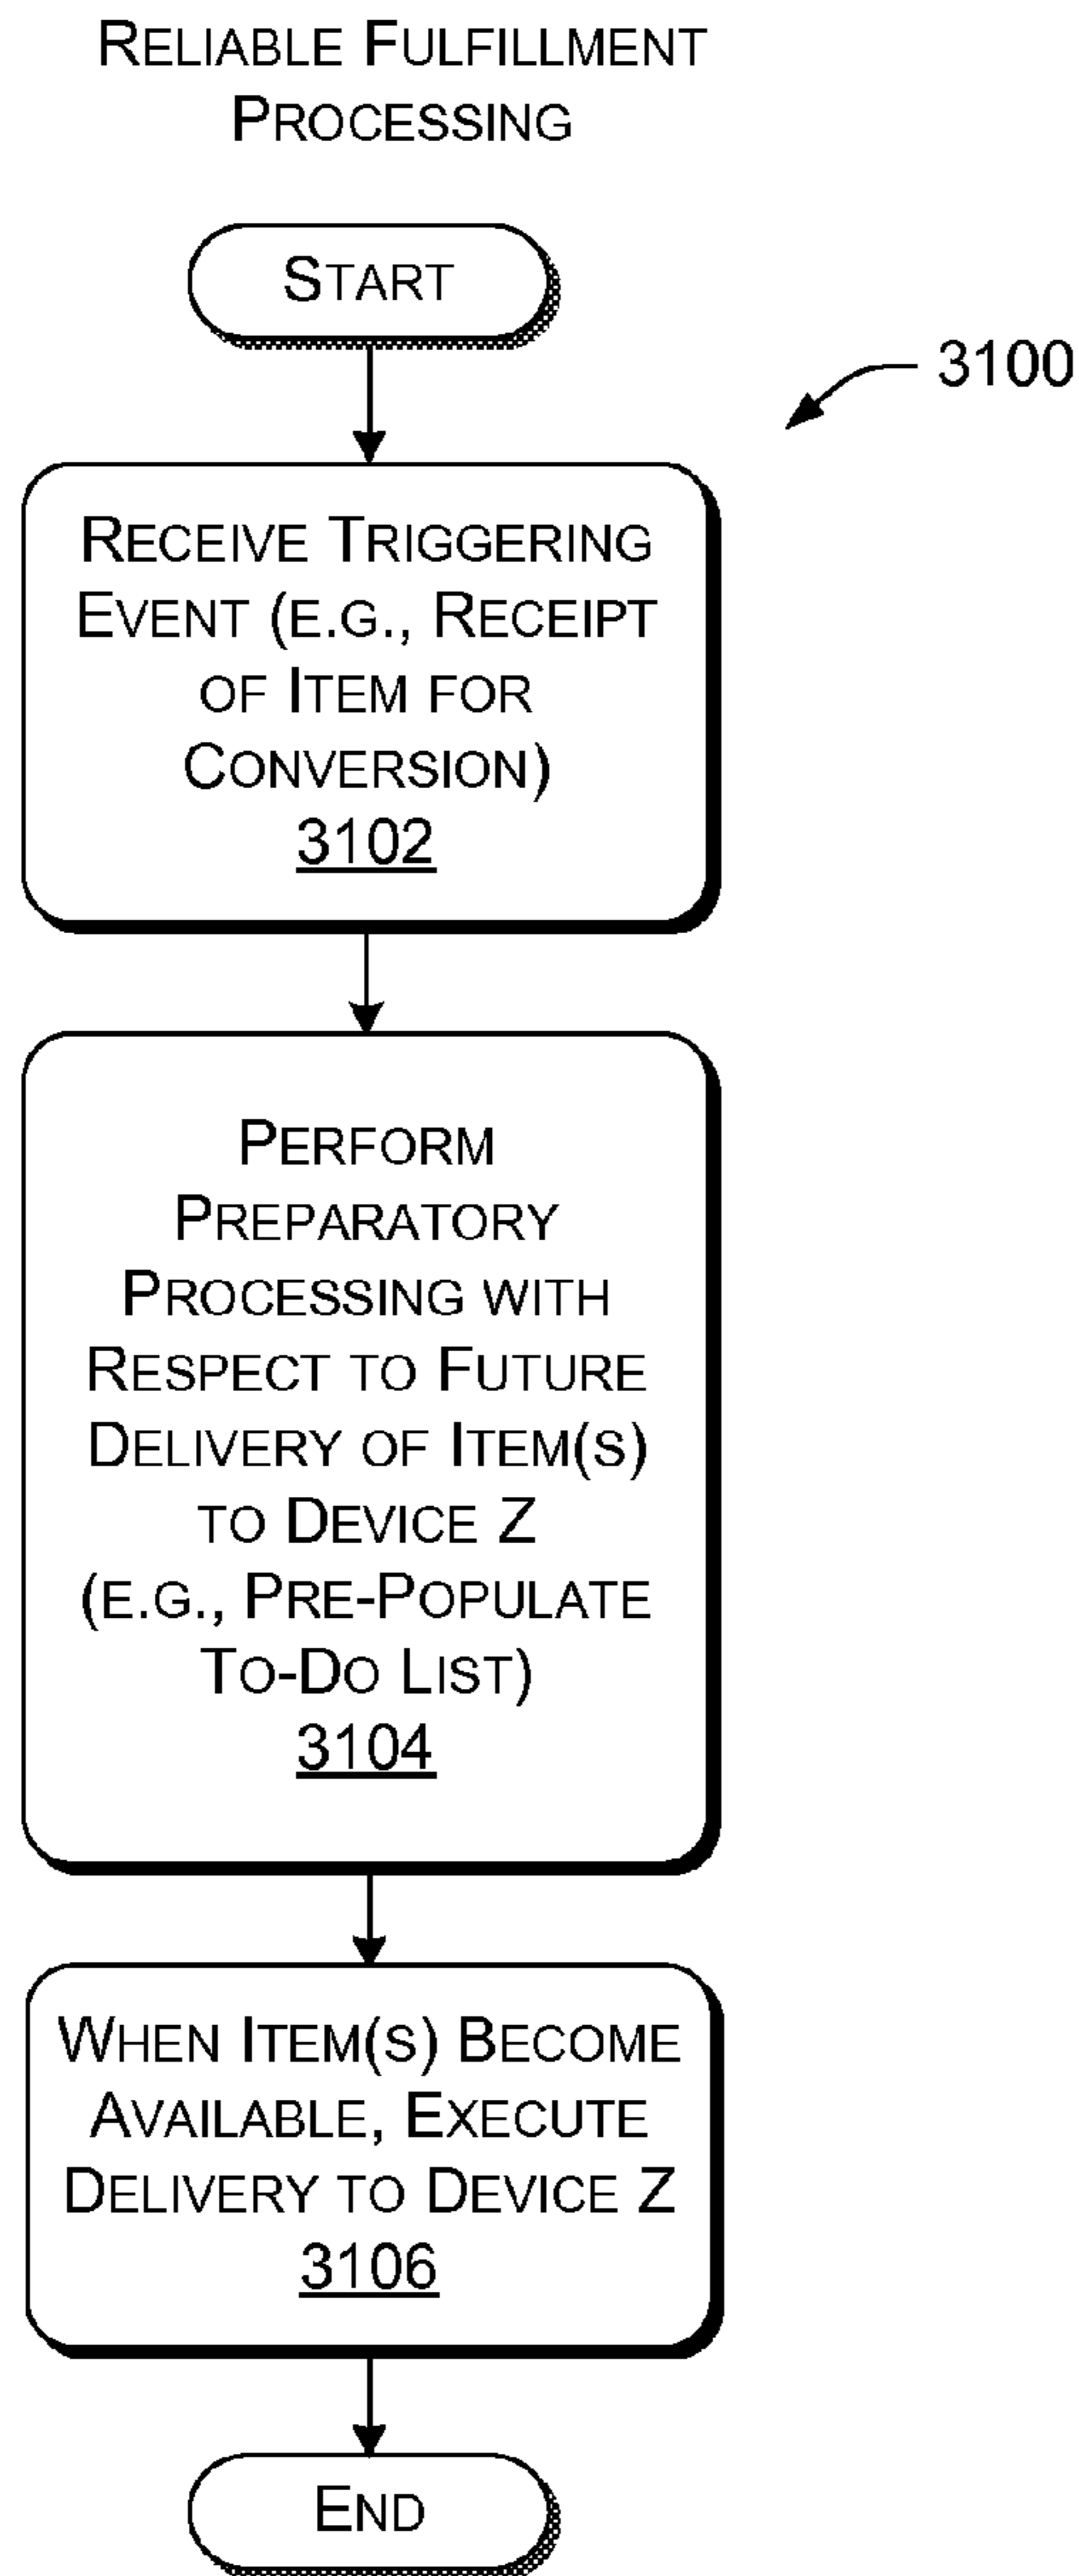 RELIABLE FULFILLMENT
PROCESSING
START
3100
RECEIVE TRIGGERING
EVENT (E.G., RECEIPT
OF ITEM FOR
CONVERSION)
3102
PERFORM
PREPARATORY
PROCESSING WITH
RESPECT TO FUTURE
DELIVERY OF ITEM(S)
TO DEVICE Z
(E.G., PRE-POPULATE
TO-DO LIST)
3104
WHEN ITEM(S) BECOME
AVAILABLE, EXECUTE
DELIVERY TO DEVICE Z
3106
END